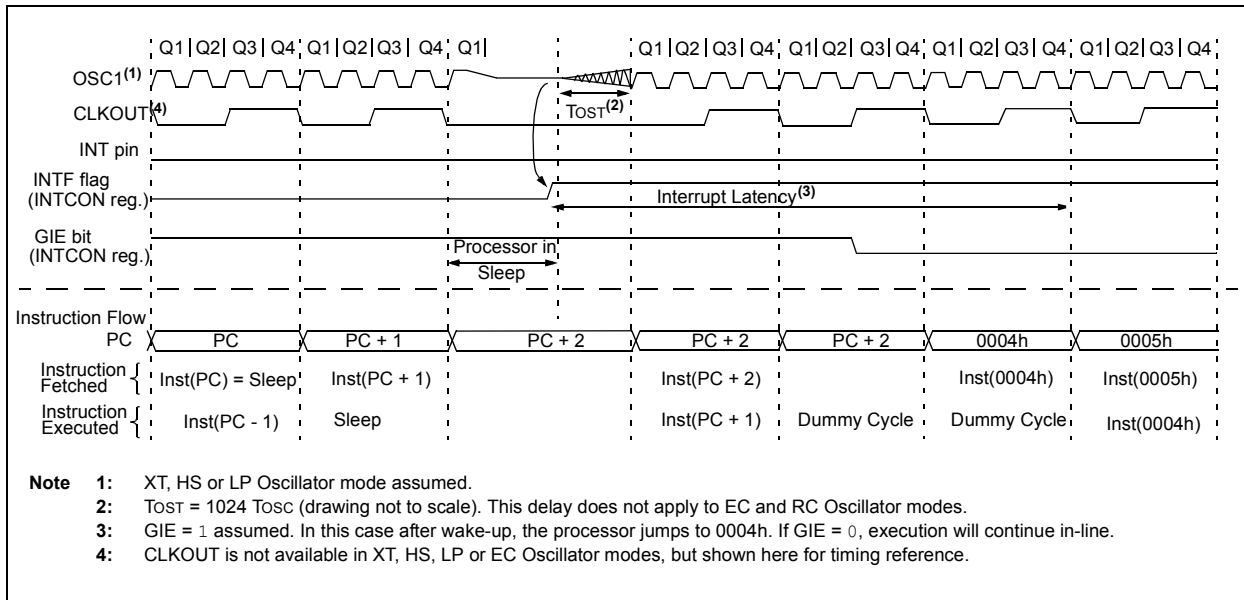 Q1 Q2 Q3 Q4 Q1 Q2 Q3 Q4 Q1 Q1 Q2 Q3 Q4 Q1 Q2 Q3 Q4 Q1 Q2 Q3 Q4 Q1 Q2 Q3 Q4
OSC1(1)
TOST(2)
CLKOUT(4)
INT pin
INTF flag
(INTCON reg.)
Interrupt Latency(3)
GIE bit
(INTCON reg.)
Processor in
Sleep
Instruction Flow
PC PC PC + 1 PC + 2 PC + 2 PC + 2 0004h 0005h
Instruction
Fetched { Inst(PC) = Sleep Inst(PC + 1) Inst(PC + 2) Inst(0004h) Inst(0005h)
Instruction
Executed { Inst(PC - 1) Sleep Inst(PC + 1) Dummy Cycle Dummy Cycle Inst(0004h)
Note 1: XT, HS or LP Oscillator mode assumed.
2: TOST = 1024 TOSC (drawing not to scale). This delay does not apply to EC and RC Oscillator modes.
3: GIE = 1 assumed. In this case after wake-up, the processor jumps to 0004h. If GIE = 0, execution will continue in-line.
4: CLKOUT is not available in XT, HS, LP or EC Oscillator modes, but shown here for timing reference.